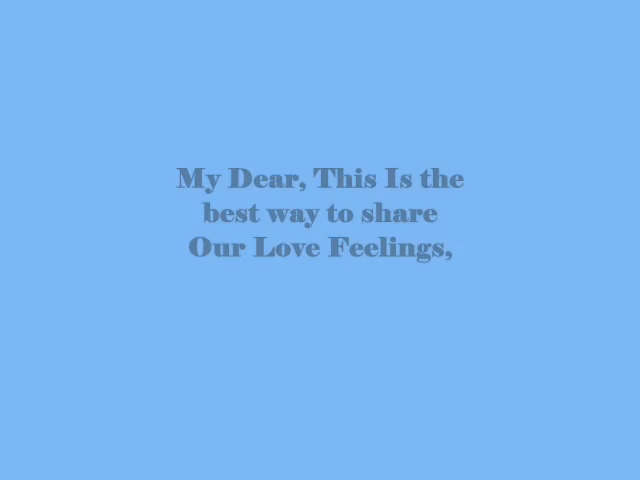 My Dear, This Is the
best way to share
Our Love Feelings,